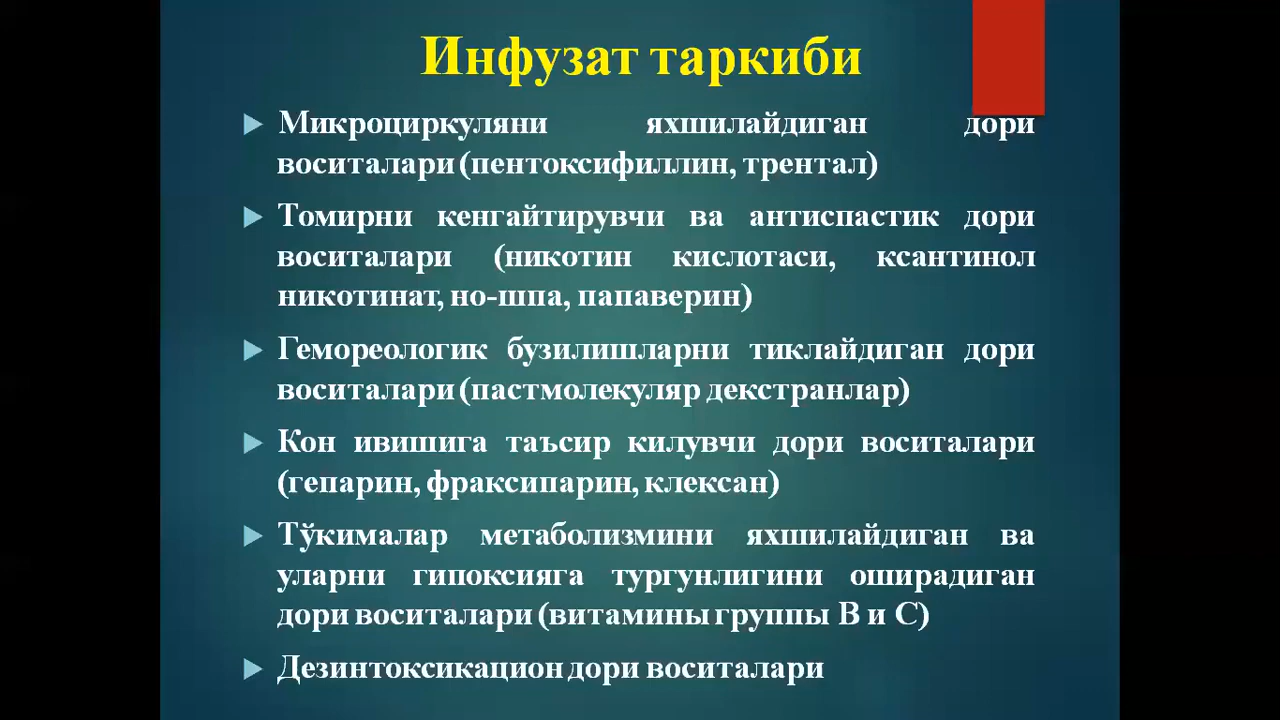 Инфузат таркиби
Микроциркуляни яхшилайдиган дори
воситалари (пентоксифиллин, трентал)
Томирни кенгайтирувчи ва антиспастик дори
воситалари (никотин кислотаси, ксантинол
никотинат, но-шпа, папаверин)
Гемореологик бузилишларни тиклайдиган дори
воситалари (пастмолекуляр декстранлар)
Кон ивишига таъсир килувчи дори воситалари
(гепарин, фраксипарин, клексан)
Тўкималар метаболизмини яхшилайдиган ва
уларни гипоксияга тургунлигини оширадиган
дори воситалари (витамины группы В и С)
Дезинтоксикацион дори воситалари